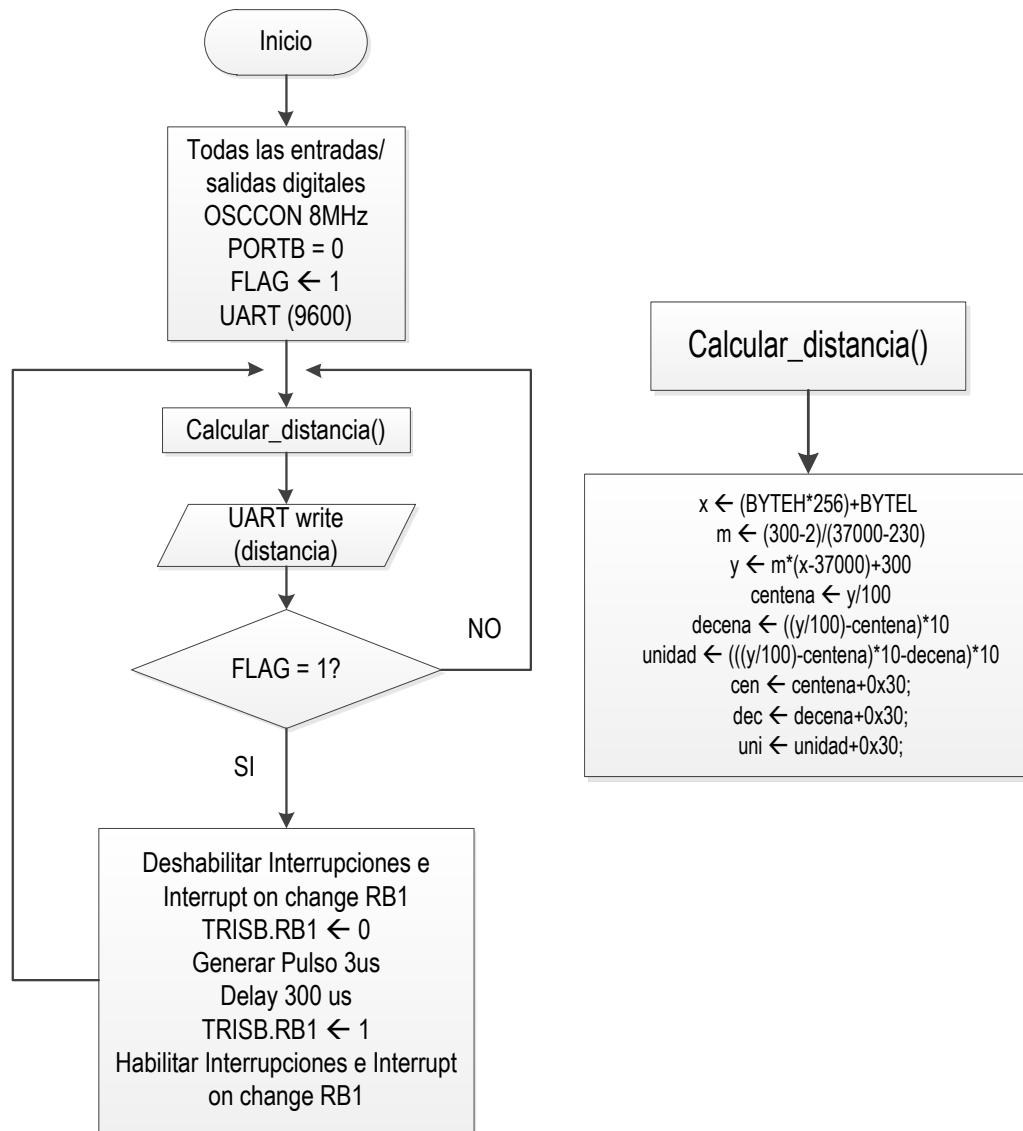 Inicio
Todas las entradas/
salidas digitales
OSCCON 8MHz
PORTB = 0
FLAG ← 1
UART (9600)
Calcular_distancia()
UART write
(distancia)
FLAG = 1?
NO
SI
Deshabilitar Interrupciones e
Interrupt on change RB1
TRISB.RB1 ← 0
Generar Pulso 3us
Delay 300 us
TRISB.RB1 ← 1
Habilitar Interrupciones e Interrupt
on change RB1
Calcular_distancia()
x ← (BYTEH*256)+BYTEL
m ← (300-2)/(37000-230)
y ← m*(x-37000)+300
centena ← y/100
decena ← ((y/100)-centena)*10
unidad ← (((y/100)-centena)*10-decena)*10
cen ← centena+0x30;
dec ← decena+0x30;
uni ← unidad+0x30;